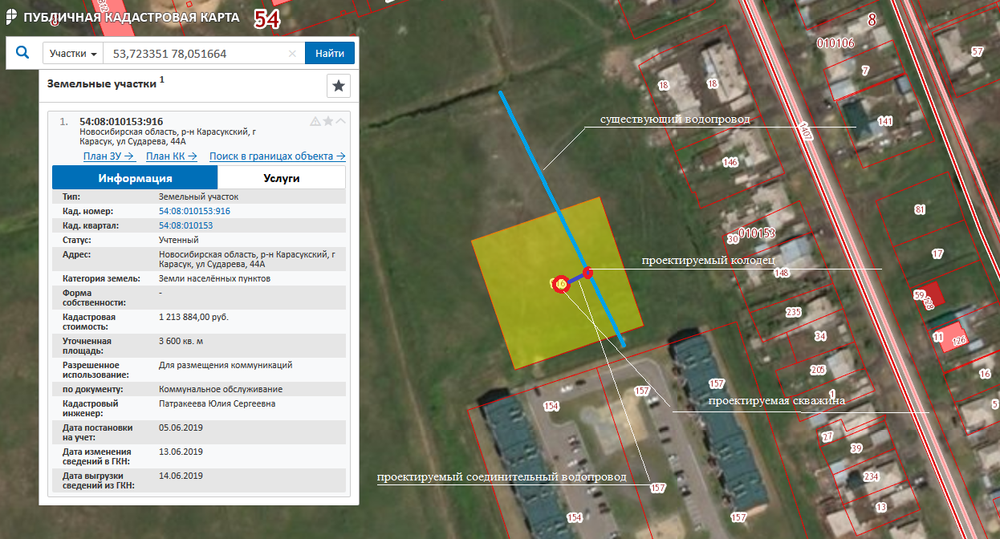 ПУБЛИЧНАЯ КАДАСТРОВАЯ КАРТА
54
Участки
53,723351 78,051664
×
Найти
Земельные участки 1
1.
54:08:010153:916
Новосибирская область, р-н Карасукский, г
Карасук, ул Сударева, 44А
План ЗУ →
План КК →
Поиск в границах объекта →
Информация
Услуги
Тип: Земельный участок
Кад. номер: 54:08:010153:916
Кад. квартал: 54:08:010153
Статус: Учтенный
Адрес: Новосибирская область, р-н Карасукский, г
Карасук, ул Сударева, 44А
Категория земель: Земли населённых пунктов
Форма
собственности: -
Кадастровая
стоимость: 1 213 884,00 руб.
Уточненная
площадь: 3 600 кв. м
Разрешенное
использование: Для размещения коммуникаций
по документу: Коммунальное обслуживание
Кадастровый
инженер: Патракеева Юлия Сергеевна
Дата постановки
на учет: 05.06.2019
Дата изменения
сведений в ГКН: 13.06.2019
Дата выгрузки
сведений из ГКН: 14.06.2019
8
010106
57
7
18
18
141
существующий водопровод
1407
146
81
30
010153
17
проектируемый колодец
148
59
128
235
34
11
126
205
16
157
157
1
проектируемая скважина
5
154
27
39
проектируемый соединительный водопровод
157
234
13
154
157